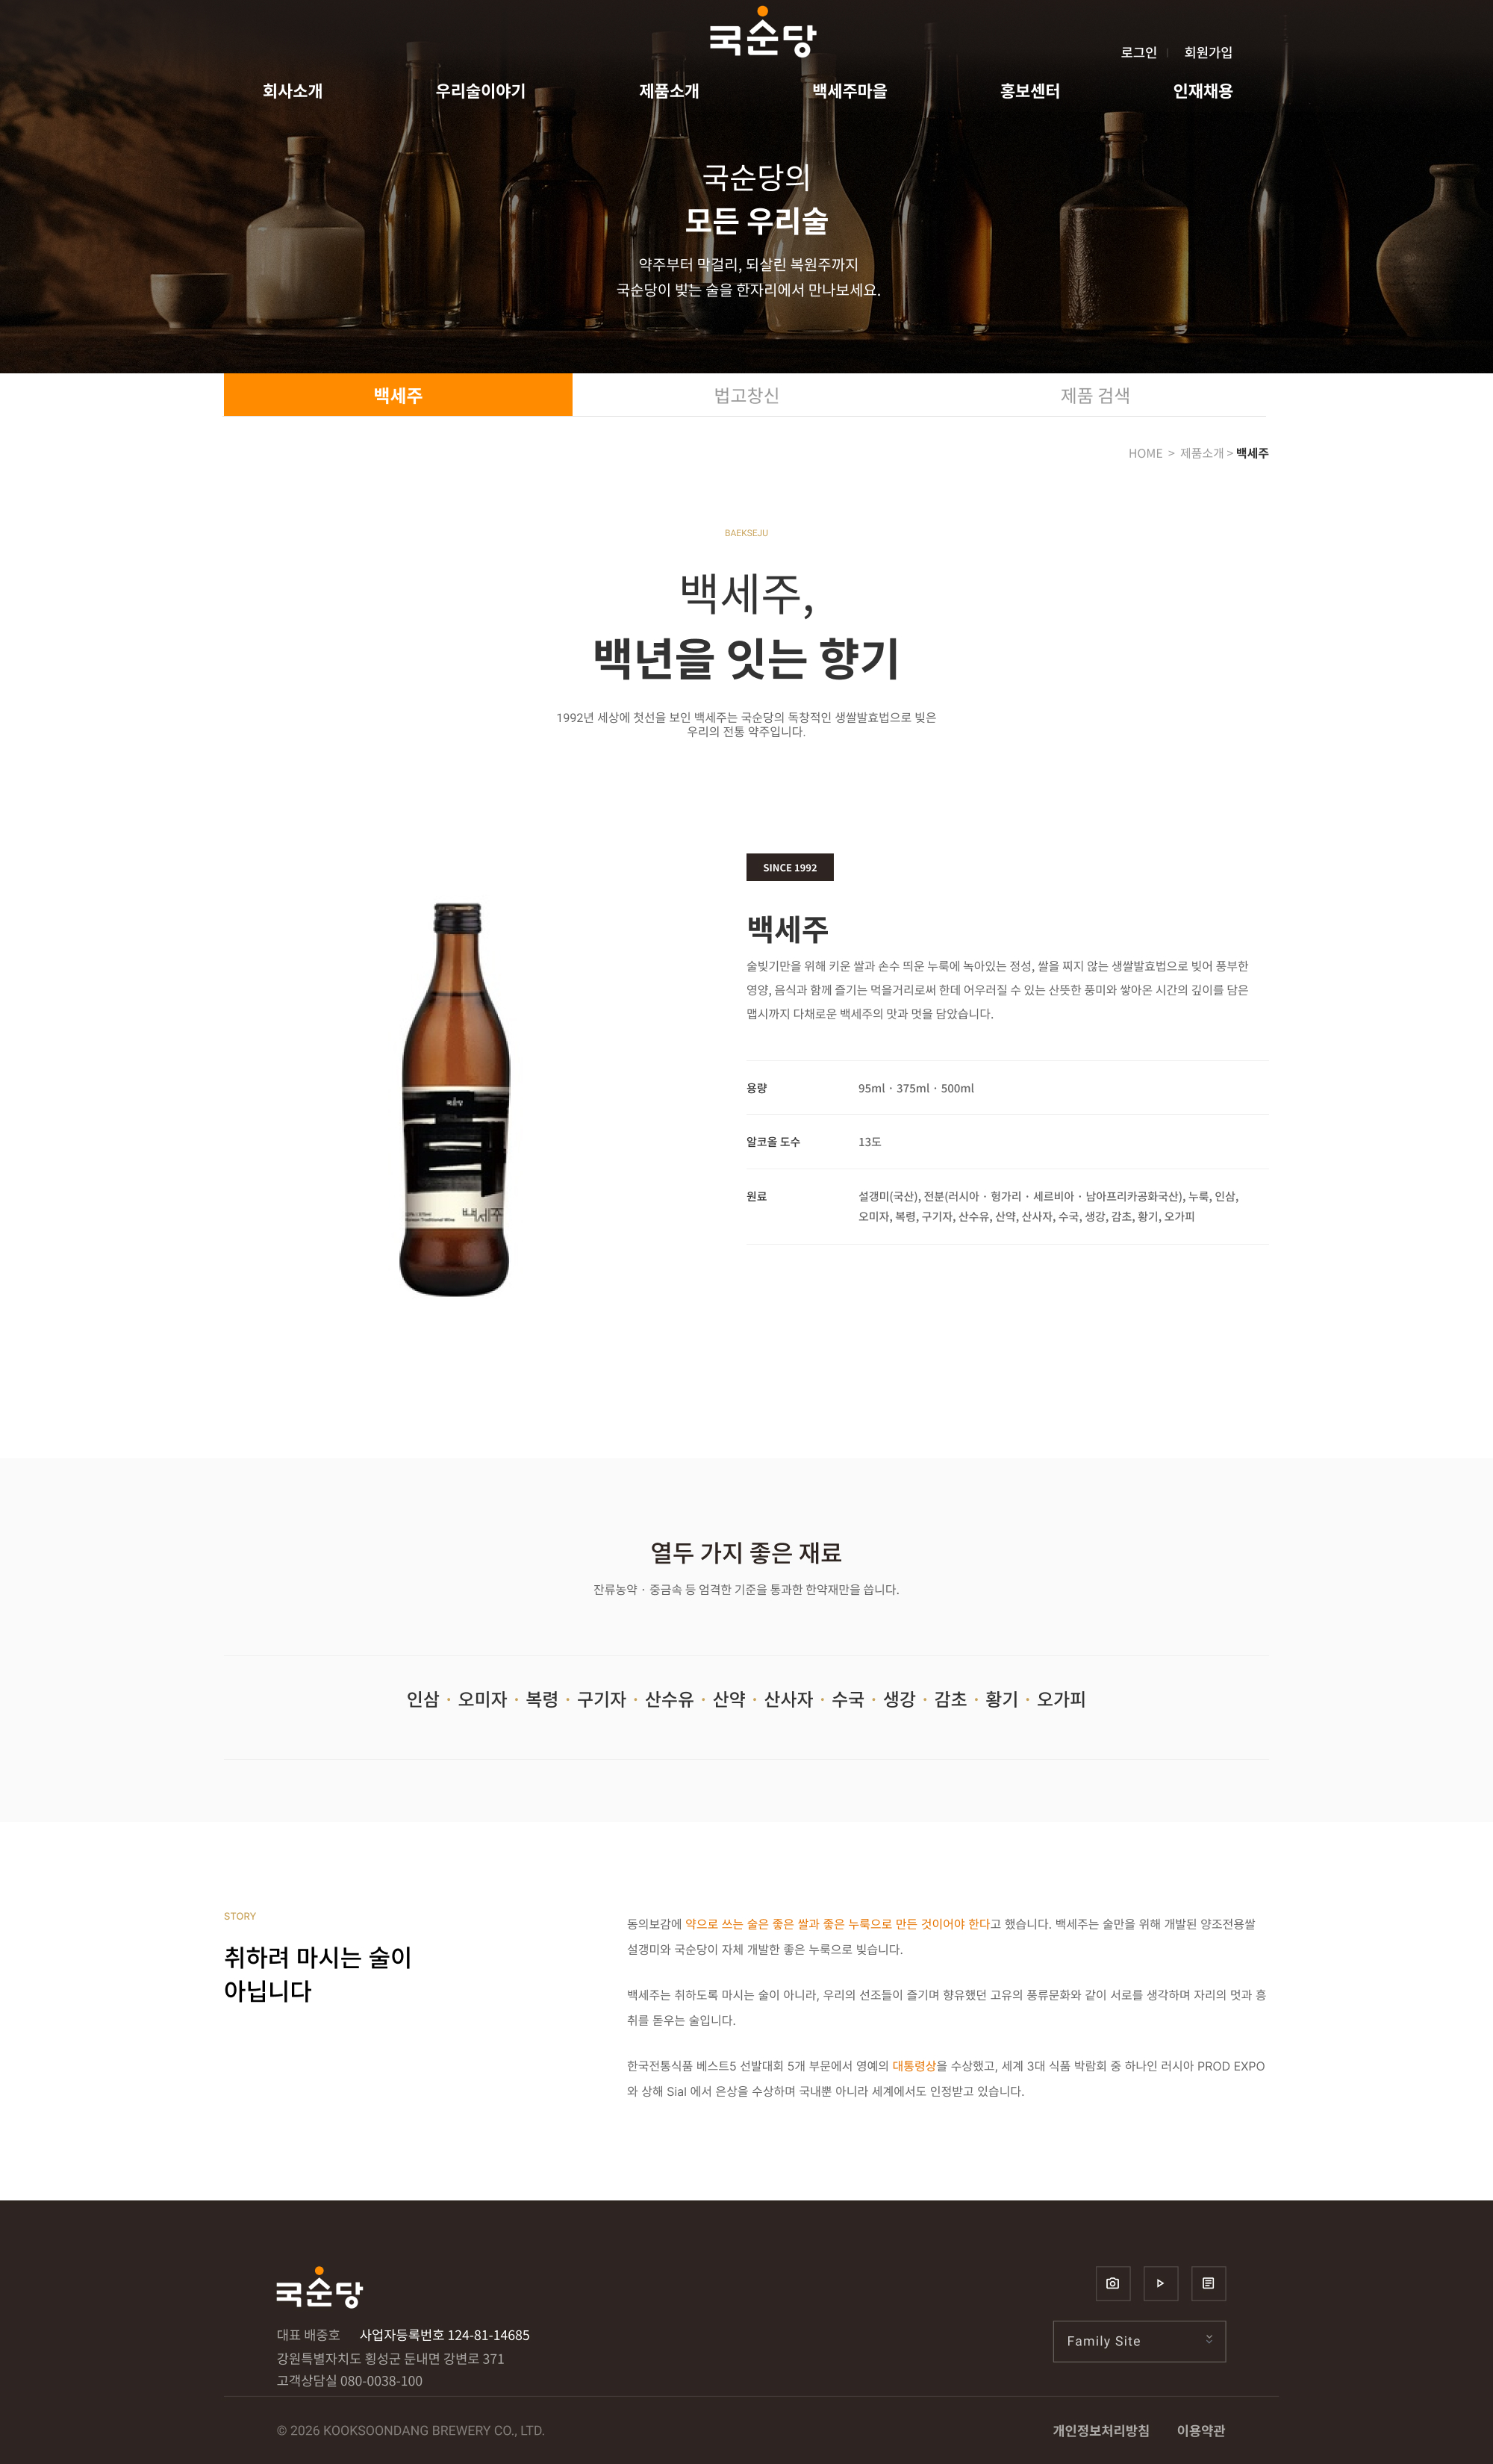 국순당
로그인 | 회원가입
회사소개 우리술이야기 제품소개 백세주마을 홍보센터 인재채용
국순당의
모든 우리술
약주부터 막걸리, 되살린 복원주까지
국순당이 빚는 술을 한자리에서 만나보세요.
백세주 법고창신 제품 검색
HOME > 제품소개 > 백세주
BAEKSEJU
백세주,
백년을 잇는 향기
1992년 세상에 첫선을 보인 백세주는 국순당의 독창적인 생쌀발효법으로 빚은
우리의 전통 약주입니다.
SINCE 1992
백세주
술빚기만을 위해 키운 쌀과 손수 띄운 누룩에 녹아있는 정성, 쌀을 찌지 않는 생쌀발효법으로 빚어 풍부한
영양, 음식과 함께 즐기는 먹을거리로써 한데 어우러질 수 있는 산뜻한 풍미와 쌓아온 시간의 깊이를 담은
맵시까지 다채로운 백세주의 맛과 멋을 담았습니다.
용량 95ml · 375ml · 500ml
알코올 도수 13도
원료 설갱미(국산), 전분(러시아 · 헝가리 · 세르비아 · 남아프리카공화국산), 누룩, 인삼,
오미자, 복령, 구기자, 산수유, 산약, 산사자, 수국, 생강, 감초, 황기, 오가피
국순당
백세주
열두 가지 좋은 재료
잔류농약 · 중금속 등 엄격한 기준을 통과한 한약재만을 씁니다.
인삼 · 오미자 · 복령 · 구기자 · 산수유 · 산약 · 산사자 · 수국 · 생강 · 감초 · 황기 · 오가피
STORY
취하려 마시는 술이
아닙니다
동의보감에 약으로 쓰는 술은 좋은 쌀과 좋은 누룩으로 만든 것이어야 한다고 했습니다. 백세주는 술만을 위해 개발된 양조전용쌀
설갱미와 국순당이 자체 개발한 좋은 누룩으로 빚습니다.
백세주는 취하도록 마시는 술이 아니라, 우리의 선조들이 즐기며 향유했던 고유의 풍류문화와 같이 서로를 생각하며 자리의 멋과 흥
취를 돋우는 술입니다.
한국전통식품 베스트5 선발대회 5개 부문에서 영예의 대통령상을 수상했고, 세계 3대 식품 박람회 중 하나인 러시아 PROD EXPO
와 상해 Sial 에서 은상을 수상하며 국내뿐 아니라 세계에서도 인정받고 있습니다.
국순당
대표 배중호 사업자등록번호 124-81-14685
강원특별자치도 횡성군 둔내면 강변로 371
고객상담실 080-0038-100
Family Site
© 2026 KOOKSOONDANG BREWERY CO., LTD.
개인정보처리방침 이용약관